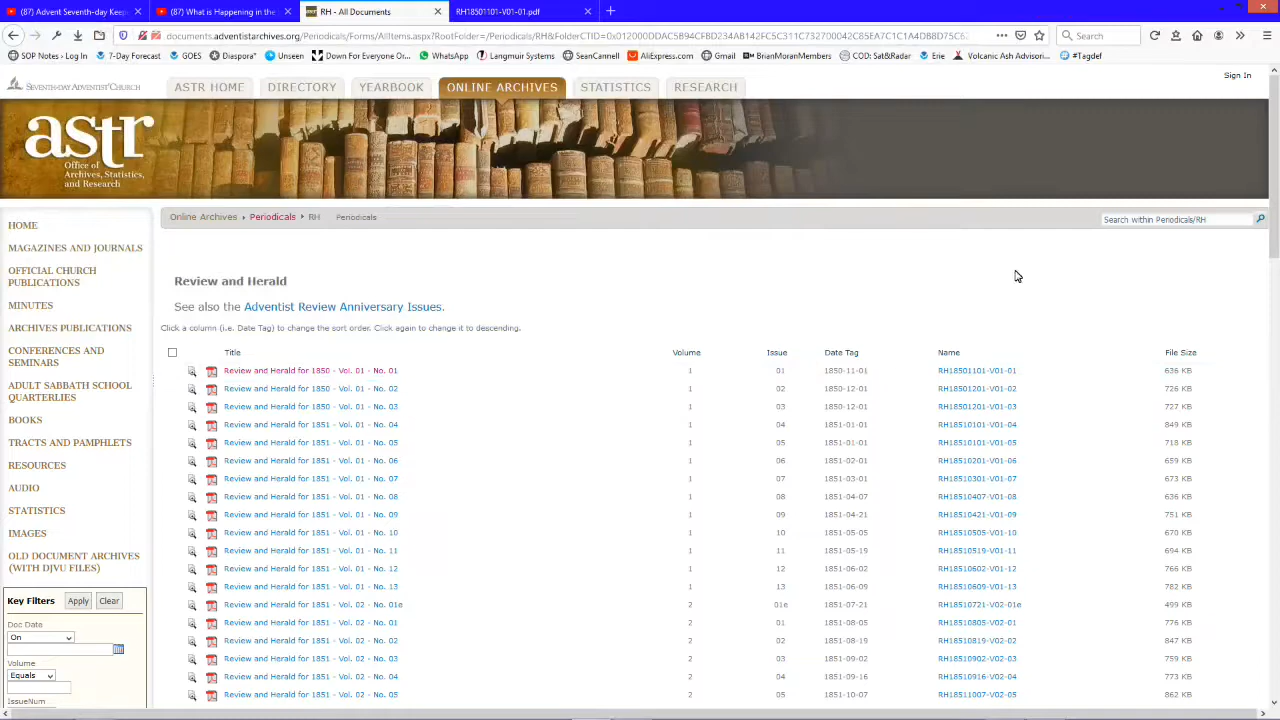 (87) Advent Seventh-day Keep
(87) What is Happening in the
RH - All Documents
RH18501101-V01-01.pdf
documents.adventistarchives.org/Periodicals/Forms/AllItems.aspx?RootFolder=/Periodicals/RH&FolderCTID=0x012000DDAC5B94CFBD234AB142FC5C311C732700
Search
SOP Notes - Log In
7-Day Forecast
GOES
Diaspora*
Unseen
Down For Everyone Or...
WhatsApp
Langmuir Systems
SeanCannell
AliExpress.com
Gmail
BrianMoranMembers
COD: Sat&Radar
Erie
Volcanic Ash Advisori...
#Tagdef
Sign In
SEVENTH-DAY ADVENTIST CHURCH
ASTR HOME
DIRECTORY
YEARBOOK
ONLINE ARCHIVES
STATISTICS
RESEARCH
astr
Office of
Archives, Statistics,
and Research
Online Archives
Periodicals
RH
Periodicals
Search within Periodicals/RH
HOME
MAGAZINES AND JOURNALS
OFFICIAL CHURCH
PUBLICATIONS
MINUTES
ARCHIVES PUBLICATIONS
CONFERENCES AND
SEMINARS
ADULT SABBATH SCHOOL
QUARTERLIES
BOOKS
TRACTS AND PAMPHLETS
RESOURCES
AUDIO
STATISTICS
IMAGES
OLD DOCUMENT ARCHIVES
(WITH DJVU FILES)
Key Filters Apply Clear
Doc Date
On
Volume
Equals
IssueNum
Review and Herald
See also the Adventist Review Anniversary Issues.
Click a column (i.e. Date Tag) to change the sort order. Click again to change it to descending.
Title Volume Issue Date Tag Name File Size
Review and Herald for 1850 - Vol. 01 - No. 01 1 01 1850-11-01 RH18501101-V01-01 636 KB
Review and Herald for 1850 - Vol. 01 - No. 02 1 02 1850-12-01 RH18501201-V01-02 726 KB
Review and Herald for 1850 - Vol. 01 - No. 03 1 03 1850-12-01 RH18501201-V01-03 727 KB
Review and Herald for 1851 - Vol. 01 - No. 04 1 04 1851-01-01 RH18510101-V01-04 849 KB
Review and Herald for 1851 - Vol. 01 - No. 05 1 05 1851-01-01 RH18510101-V01-05 718 KB
Review and Herald for 1851 - Vol. 01 - No. 06 1 06 1851-02-01 RH18510201-V01-06 659 KB
Review and Herald for 1851 - Vol. 01 - No. 07 1 07 1851-03-01 RH18510301-V01-07 673 KB
Review and Herald for 1851 - Vol. 01 - No. 08 1 08 1851-04-07 RH18510407-V01-08 636 KB
Review and Herald for 1851 - Vol. 01 - No. 09 1 09 1851-04-21 RH18510421-V01-09 751 KB
Review and Herald for 1851 - Vol. 01 - No. 10 1 10 1851-05-05 RH18510505-V01-10 670 KB
Review and Herald for 1851 - Vol. 01 - No. 11 1 11 1851-05-19 RH18510519-V01-11 694 KB
Review and Herald for 1851 - Vol. 01 - No. 12 1 12 1851-06-02 RH18510602-V01-12 766 KB
Review and Herald for 1851 - Vol. 01 - No. 13 1 13 1851-06-09 RH18510609-V01-13 782 KB
Review and Herald for 1851 - Vol. 02 - No. 01e 2 01e 1851-07-21 RH18510721-V02-01e 499 KB
Review and Herald for 1851 - Vol. 02 - No. 01 2 01 1851-08-05 RH18510805-V02-01 776 KB
Review and Herald for 1851 - Vol. 02 - No. 02 2 02 1851-08-19 RH18510819-V02-02 847 KB
Review and Herald for 1851 - Vol. 02 - No. 03 2 03 1851-09-02 RH18510902-V02-03 759 KB
Review and Herald for 1851 - Vol. 02 - No. 04 2 04 1851-09-16 RH18510916-V02-04 773 KB
Review and Herald for 1851 - Vol. 02 - No. 05 2 05 1851-10-07 RH18511007-V02-05 862 KB